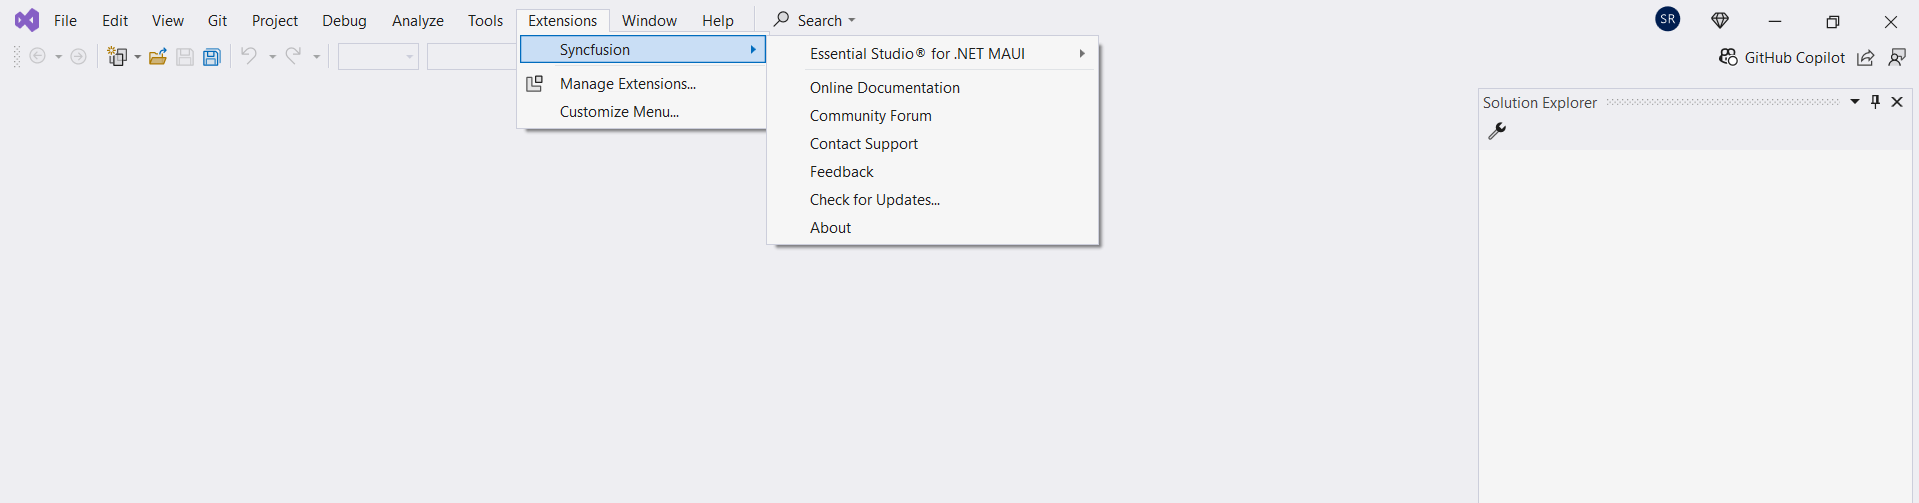 File Edit View Git Project Debug Analyze Tools Extensions Window Help Search SR
GitHub Copilot
Syncfusion
Manage Extensions...
Customize Menu...
Essential Studio® for .NET MAUI
Online Documentation
Community Forum
Contact Support
Feedback
Check for Updates...
About
Solution Explorer